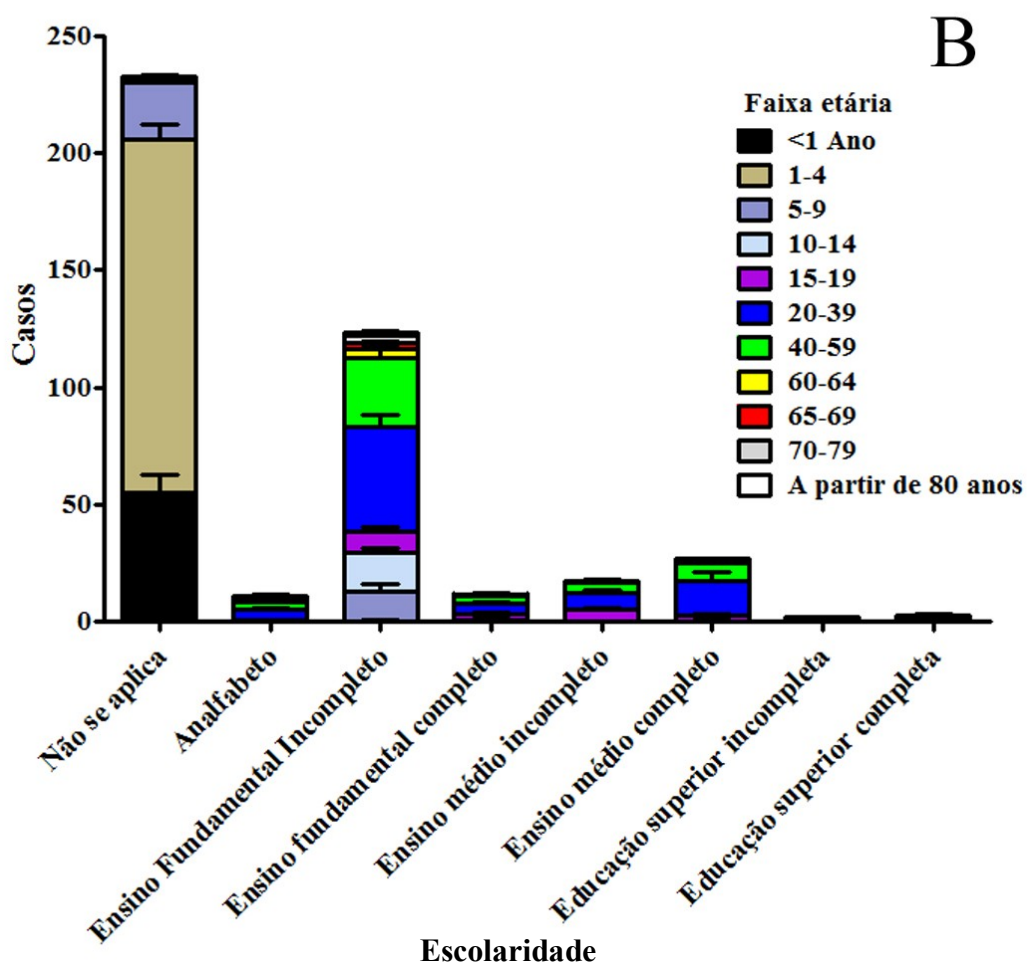 B
250
200
150
100
50
0
Casos
Faixa etária
<1 Ano
1-4
5-9
10-14
15-19
20-39
40-59
60-64
65-69
70-79
A partir de 80 anos
Não se aplica
Analfabeto
Ensino Fundamental Incompleto
Ensino fundamental completo
Ensino médio incompleto
Ensino médio completo
Educação superior incompleta
Educação superior completa
Escolaridade